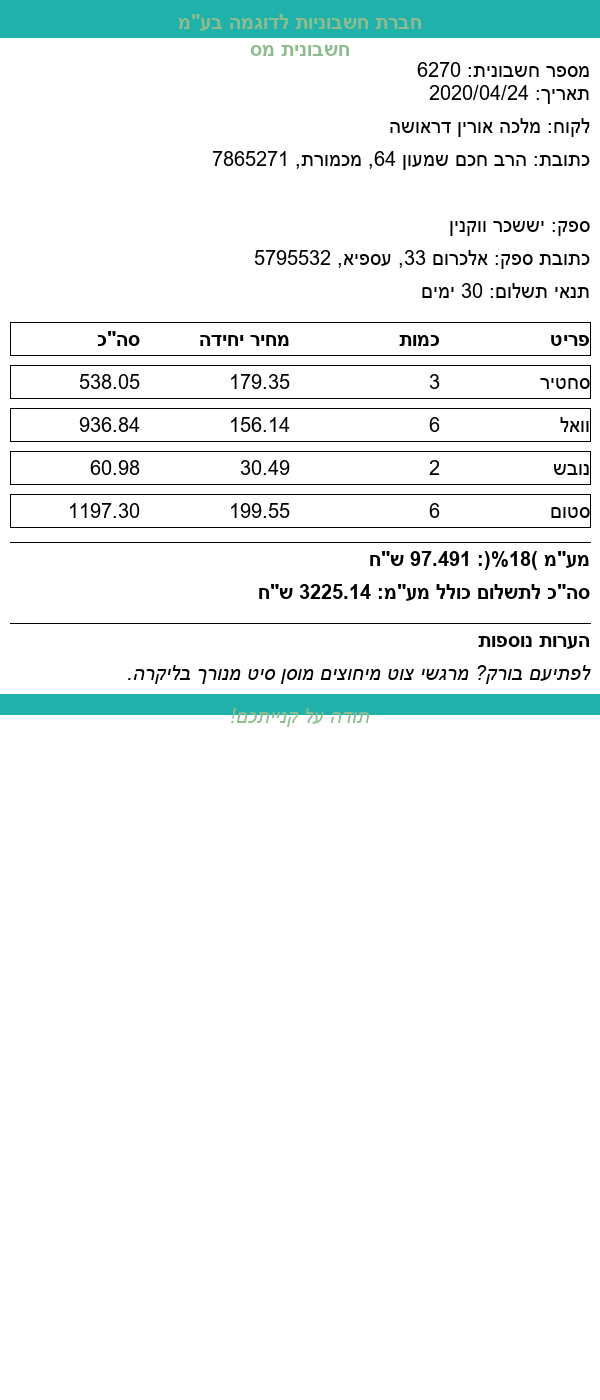 חברת חשבוניות לדוגמה בע"מ
חשבונית מס
מספר חשבונית: 6270
תאריך: 2020/04/24
לקוח: מלכה אורין דראושה
כתובת: הרב חכם שמעון 64, מכמורת, 7865271
ספק: יששכר ווקנין
כתובת ספק: אלכרום 33, עספיא, 5795532
תנאי תשלום: 30 ימים
פריט כמות מחיר יחידה סה"כ
סחטיר 3 179.35 538.05
וואל 6 156.14 936.84
נובש 2 30.49 60.98
סטום 6 199.55 1197.30
מע"מ )18%(: 97.491 ש"ח
סה"כ לתשלום כולל מע"מ: 3225.14 ש"ח
הערות נוספות
לפתיעם בורק? מרגשי צוט מיחוצים מוסן סיט מנורך בליקרה.
תודה על קנייתכם!